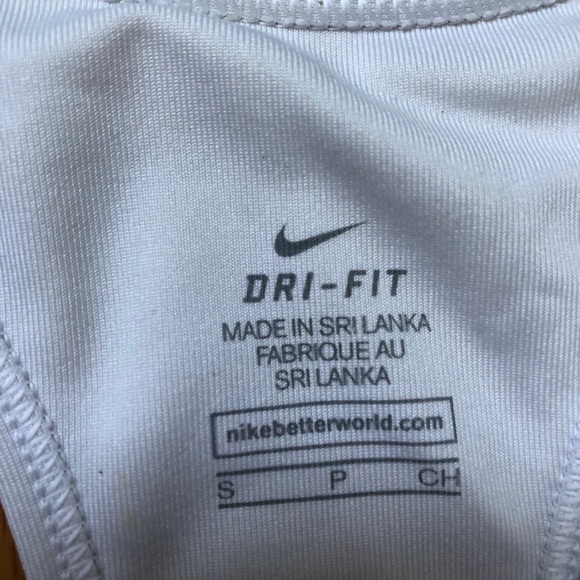 DRI-FIT
MADE IN SRI LANKA
FABRIQUE AU
SRI LANKA
nikebetterworld.com
S P CH